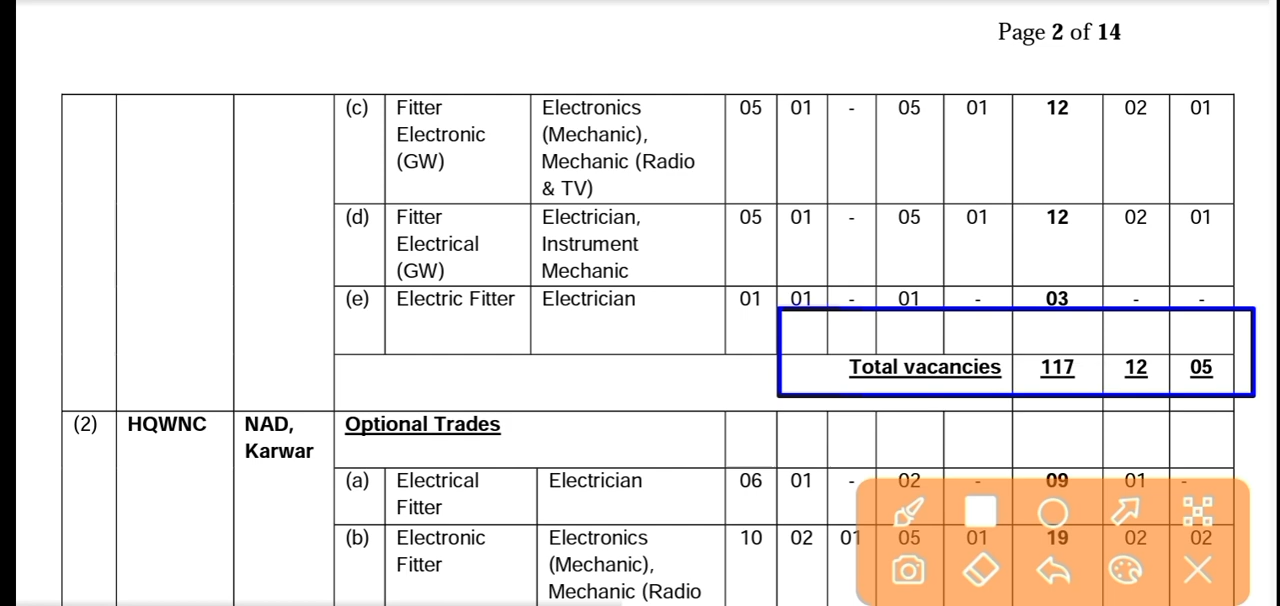 Page 2 of 14
(c) Fitter Electronics 05 01 - 05 01 12 02 01
Electronic (Mechanic),
(GW) Mechanic (Radio
& TV)
(d) Fitter Electrician, 05 01 - 05 01 12 02 01
Electrical Instrument
(GW) Mechanic
(e) Electric Fitter Electrician 01 01 - 01 - 03 - -
Total vacancies 117 12 05
(2) HQWNC NAD, Optional Trades
Karwar
(a) Electrical Electrician 06 01 - 02 - 09 01 -
Fitter
(b) Electronic Electronics 10 02 01 05 01 19 02 02
Fitter (Mechanic),
Mechanic (Radio